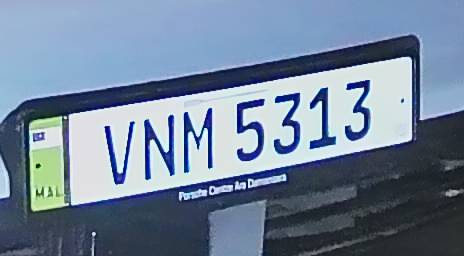 VNM 5313
MAL
Porsche Centre Ara Damansara